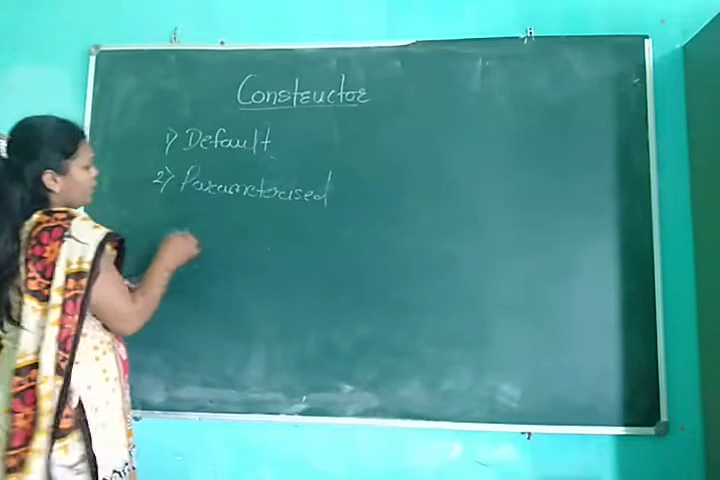 Constructor
1) Default
2) Parameterised